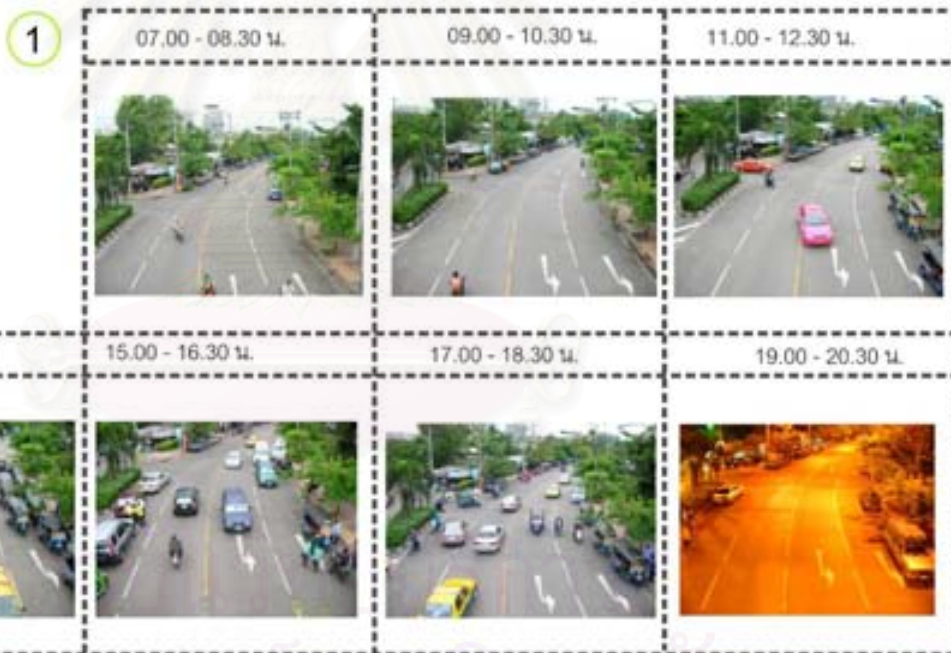 1
07.00 - 08.30 น.
09.00 - 10.30 น.
11.00 - 12.30 น.
15.00 - 16.30 น.
17.00 - 18.30 น.
19.00 - 20.30 น.